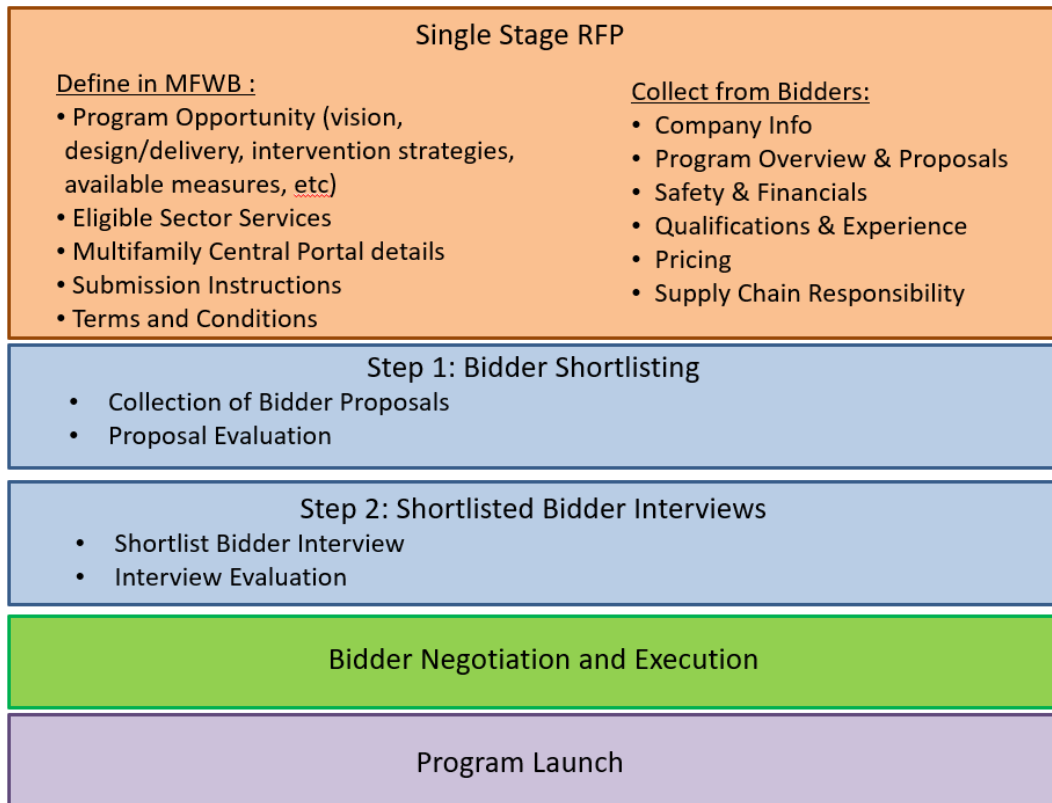 Single Stage RFP
Define in MFWB :
• Program Opportunity (vision,
design/delivery, intervention strategies,
available measures, etc)
• Eligible Sector Services
• Multifamily Central Portal details
• Submission Instructions
• Terms and Conditions
Collect from Bidders:
• Company Info
• Program Overview & Proposals
• Safety & Financials
• Qualifications & Experience
• Pricing
• Supply Chain Responsibility
Step 1: Bidder Shortlisting
• Collection of Bidder Proposals
• Proposal Evaluation
Step 2: Shortlisted Bidder Interviews
• Shortlist Bidder Interview
• Interview Evaluation
Bidder Negotiation and Execution
Program Launch